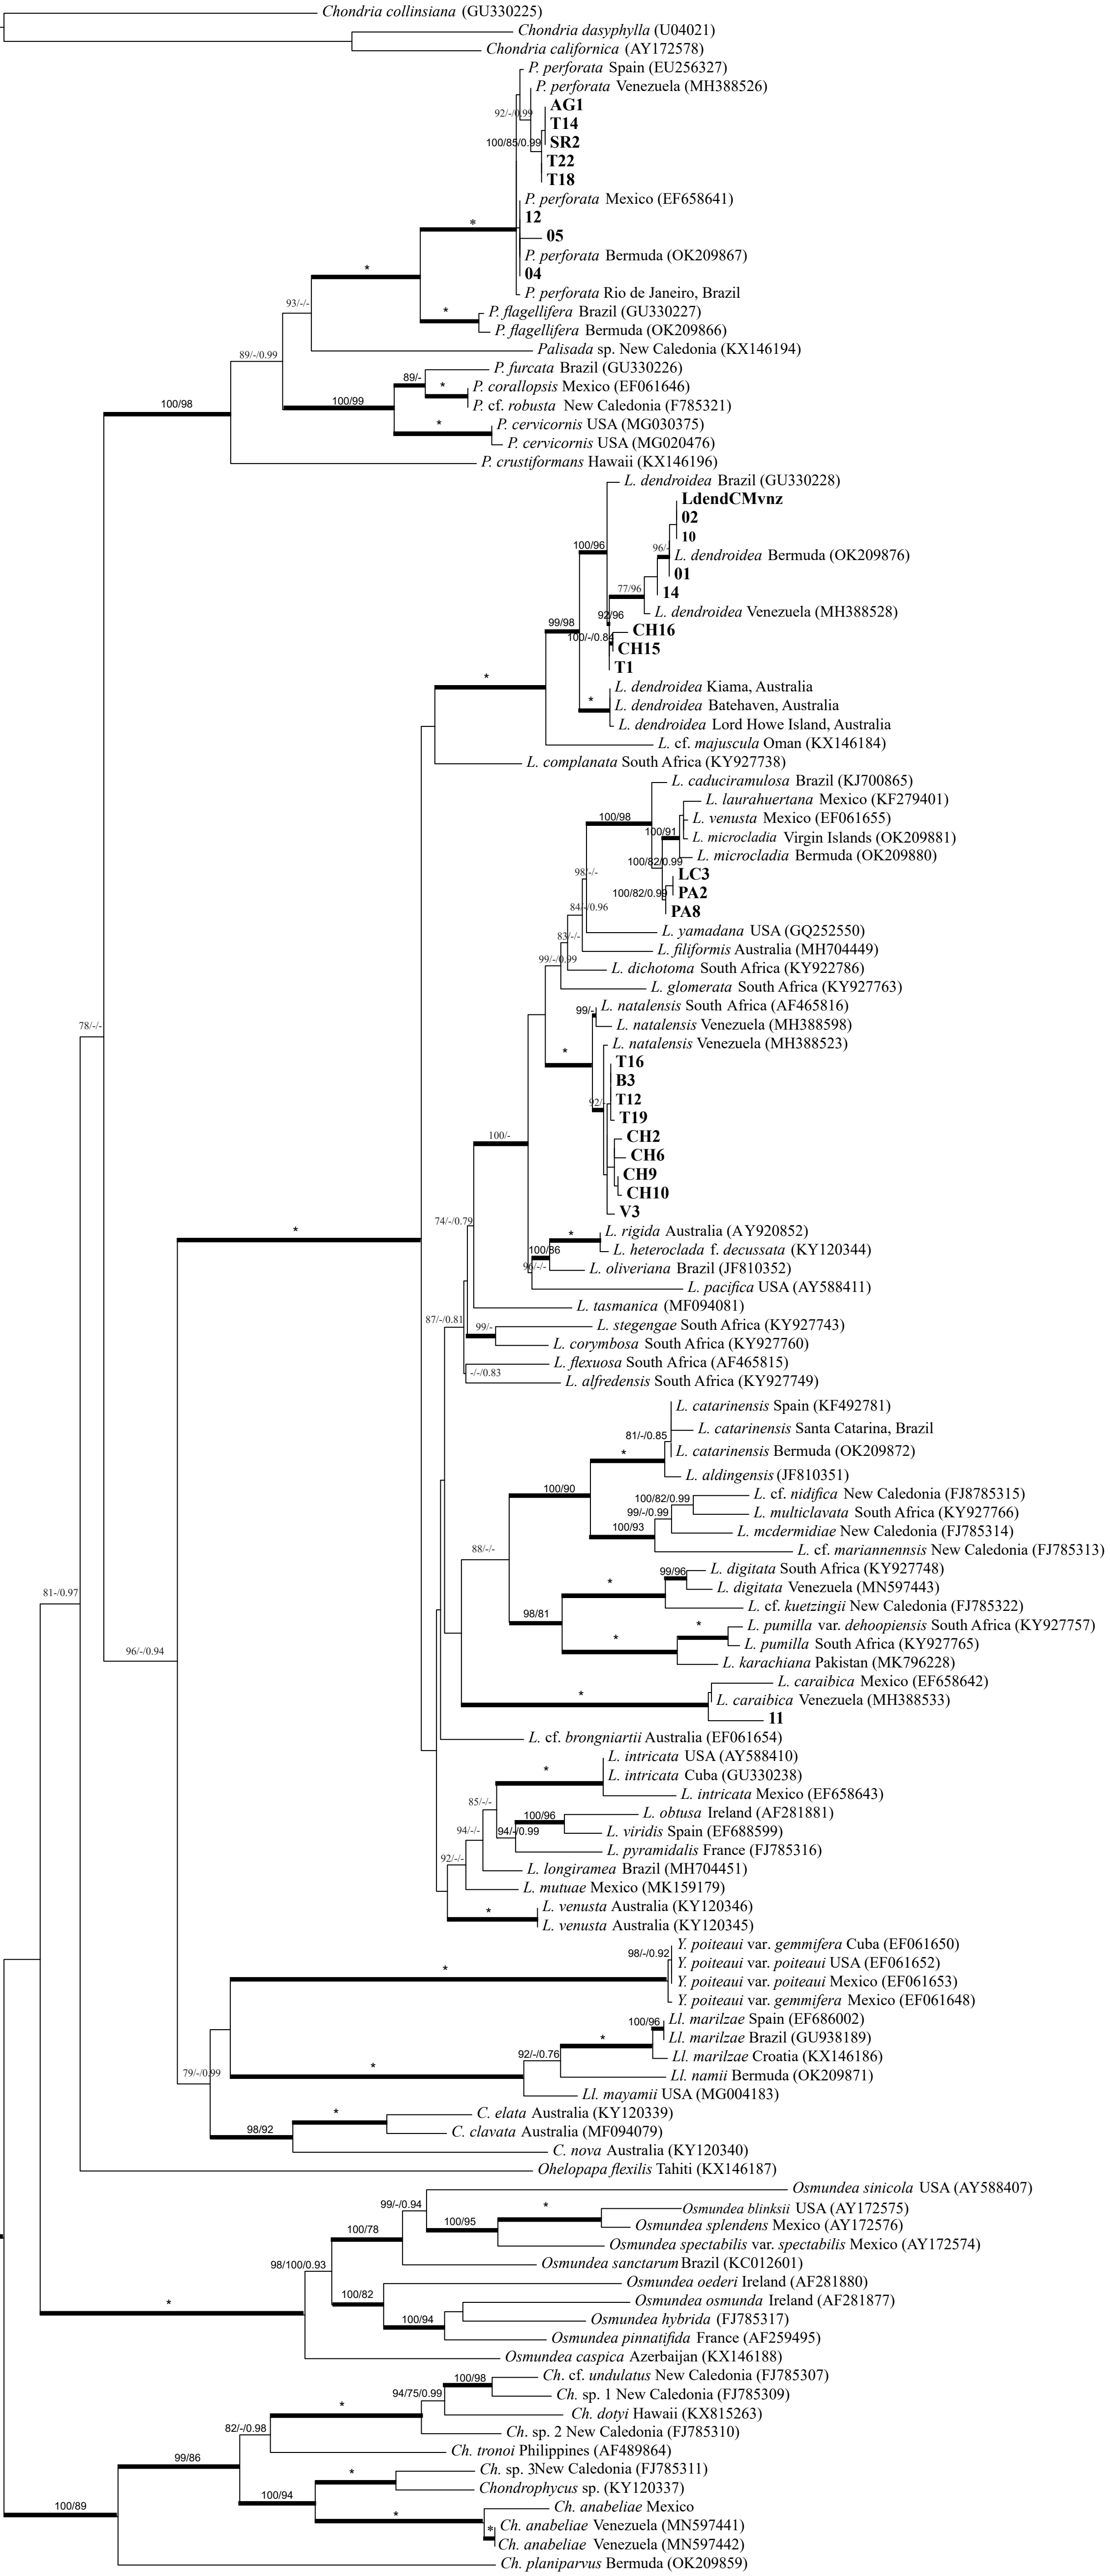 Chondria collinsiana (GU330225)
Chondria dasyphylla (U04021)
Chondria californica (AY172578)
P. perforata Spain (EU256327)
P. perforata Venezuela (MH388526)
92/-/0.99
AG1
T14
100/85/0.99
SR2
T22
T18
P. perforata Mexico (EF658641)
12
*
05
P. perforata Bermuda (OK209867)
*
04
P. perforata Rio de Janeiro, Brazil
93/-/-
*
P. flagellifera Brazil (GU330227)
P. flagellifera Bermuda (OK209866)
Palisada sp. New Caledonia (KX146194)
89/-/0.99
P. furcata Brazil (GU330226)
89/-
*
P. corallopsis Mexico (EF061646)
100/98
100/99
P. cf. robusta New Caledonia (F785321)
*
P. cervicornis USA (MG030375)
P. cervicornis USA (MG020476)
P. crustiformans Hawaii (KX146196)
L. dendroidea Brazil (GU330228)
LdendCMvnz
02
10
100/96
96/-
L. dendroidea Bermuda (OK209876)
01
77/96
14
L. dendroidea Venezuela (MH388528)
92/96
99/98
CH16
100/-/0.84
CH15
T1
*
L. dendroidea Kiama, Australia
*
L. dendroidea Batehaven, Australia
L. dendroidea Lord Howe Island, Australia
L. cf. majuscula Oman (KX146184)
L. complanata South Africa (KY927738)
L. caduciramulosa Brazil (KJ700865)
L. laurahuertana Mexico (KF279401)
100/98
L. venusta Mexico (EF061655)
100/91
L. microcladia Virgin Islands (OK209881)
L. microcladia Bermuda (OK209880)
100/82/0.99
98/-/-
LC3
100/82/0.99
PA2
84/-/0.96
PA8
L. yamadana USA (GQ252550)
83/-/-
L. filiformis Australia (MH704449)
99/-/0.99
L. dichotoma South Africa (KY922786)
L. glomerata South Africa (KY927763)
99/-
L. natalensis South Africa (AF465816)
L. natalensis Venezuela (MH388598)
78/-/-
*
L. natalensis Venezuela (MH388523)
T16
B3
92/-
T12
T19
100/-
CH2
CH6
CH9
CH10
V3
74/-/0.79
*
*
L. rigida Australia (AY920852)
100/86
L. heteroclada f. decussata (KY120344)
96/-/-
L. oliveriana Brazil (JF810352)
L. pacifica USA (AY588411)
L. tasmanica (MF094081)
87/-/0.81
99/-
L. stegengae South Africa (KY927743)
L. corymbosa South Africa (KY927760)
L. flexuosa South Africa (AF465815)
-/-/0.83
L. alfredensis South Africa (KY927749)
L. catarinensis Spain (KF492781)
L. catarinensis Santa Catarina, Brazil
81/-/0.85
*
L. catarinensis Bermuda (OK209872)
L. aldingensis (JF810351)
100/90
L. cf. nidifica New Caledonia (FJ8785315)
100/82/0.99
99/-/0.99
L. multiclavata South Africa (KY927766)
100/93
L. mcdermidiae New Caledonia (FJ785314)
L. cf. mariannennsis New Caledonia (FJ785313)
88/-/-
99/96
L. digitata South Africa (KY927748)
*
L. digitata Venezuela (MN597443)
81/-/0.97
L. cf. kuetzingii New Caledonia (FJ785322)
98/81
*
L. pumilla var. dehoopiensis South Africa (KY927757)
*
L. pumilla South Africa (KY927765)
96/-/0.94
L. karachiana Pakistan (MK796228)
L. caraibica Mexico (EF658642)
*
L. caraibica Venezuela (MH388533)
11
L. cf. brongniartii Australia (EF061654)
L. intricata USA (AY588410)
*
L. intricata Cuba (GU330238)
L. intricata Mexico (EF658643)
85/-/-
100/96
L. obtusa Ireland (AF281881)
94/-/-
94/-/0.99
L. viridis Spain (EF688599)
L. pyramidalis France (FJ785316)
92/-/-
L. longiramea Brazil (MH704451)
L. mutuae Mexico (MK159179)
*
L. venusta Australia (KY120346)
L. venusta Australia (KY120345)
Y. poiteaui var. gemmifera Cuba (EF061650)
98/-/0.92
*
Y. poiteaui var. poiteaui USA (EF061652)
Y. poiteaui var. poiteaui Mexico (EF061653)
Y. poiteaui var. gemmifera Mexico (EF061648)
100/96
Ll. marilzae Spain (EF686002)
*
Ll. marilzae Brazil (GU938189)
92/-/0.76
Ll. marilzae Croatia (KX146186)
*
79/-/0.99
Ll. namii Bermuda (OK209871)
Ll. mayamii USA (MG004183)
*
C. elata Australia (KY120339)
98/92
C. clavata Australia (MF094079)
C. nova Australia (KY120340)
Ohelopapa flexilis Tahiti (KX146187)
Osmundea sinicola USA (AY588407)
99/-/0.94
*
Osmundea blinksii USA (AY172575)
100/95
Osmundea splendens Mexico (AY172576)
100/78
Osmundea spectabilis var. spectabilis Mexico (AY172574)
98/100/0.93
Osmundea sanctarum Brazil (KC012601)
Osmundea oederi Ireland (AF281880)
100/82
*
Osmundea osmunda Ireland (AF281877)
100/94
Osmundea hybrida (FJ785317)
Osmundea pinnatifida France (AF259495)
Osmundea caspica Azerbaijan (KX146188)
100/98
Ch. cf. undulatus New Caledonia (FJ785307)
94/75/0.99
Ch. sp. 1 New Caledonia (FJ785309)
*
Ch. dotyi Hawaii (KX815263)
82/-/0.98
Ch. sp. 2 New Caledonia (FJ785310)
Ch. tronoi Philippines (AF489864)
99/86
*
Ch. sp. 3New Caledonia (FJ785311)
100/94
Chondrophycus sp. (KY120337)
100/89
*
Ch. anabeliae Mexico
*
Ch. anabeliae Venezuela (MN597441)
Ch. anabeliae Venezuela (MN597442)
Ch. planiparvus Bermuda (OK209859)